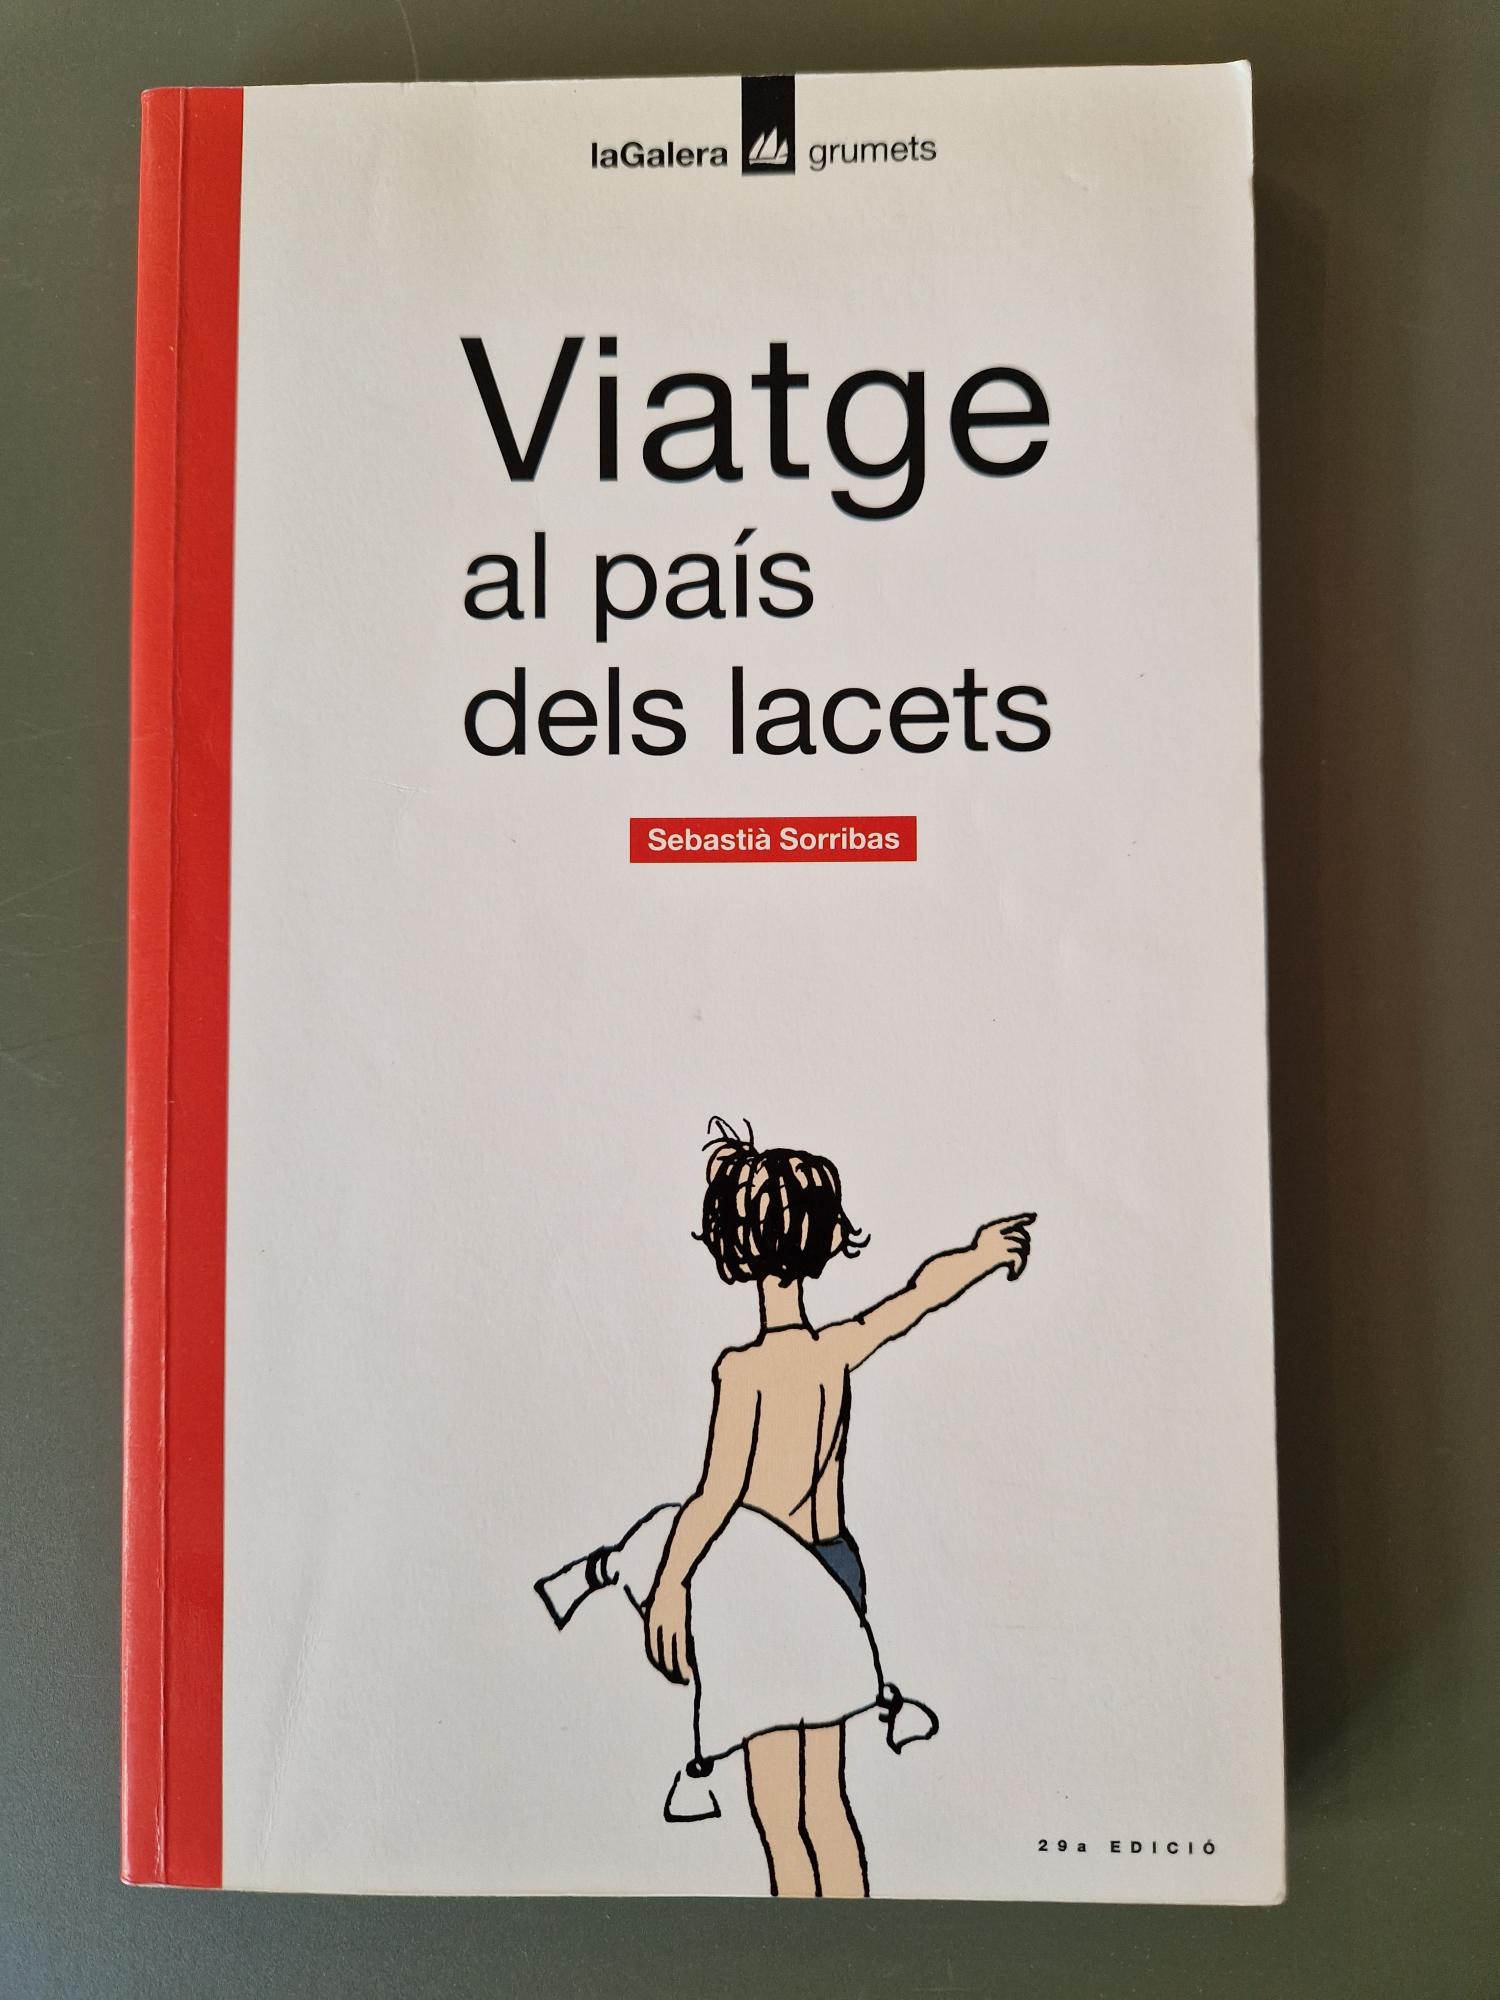 laGalera grumets
Viatge
al país
dels lacets
Sebastià Sorribas
29a EDICIÓ